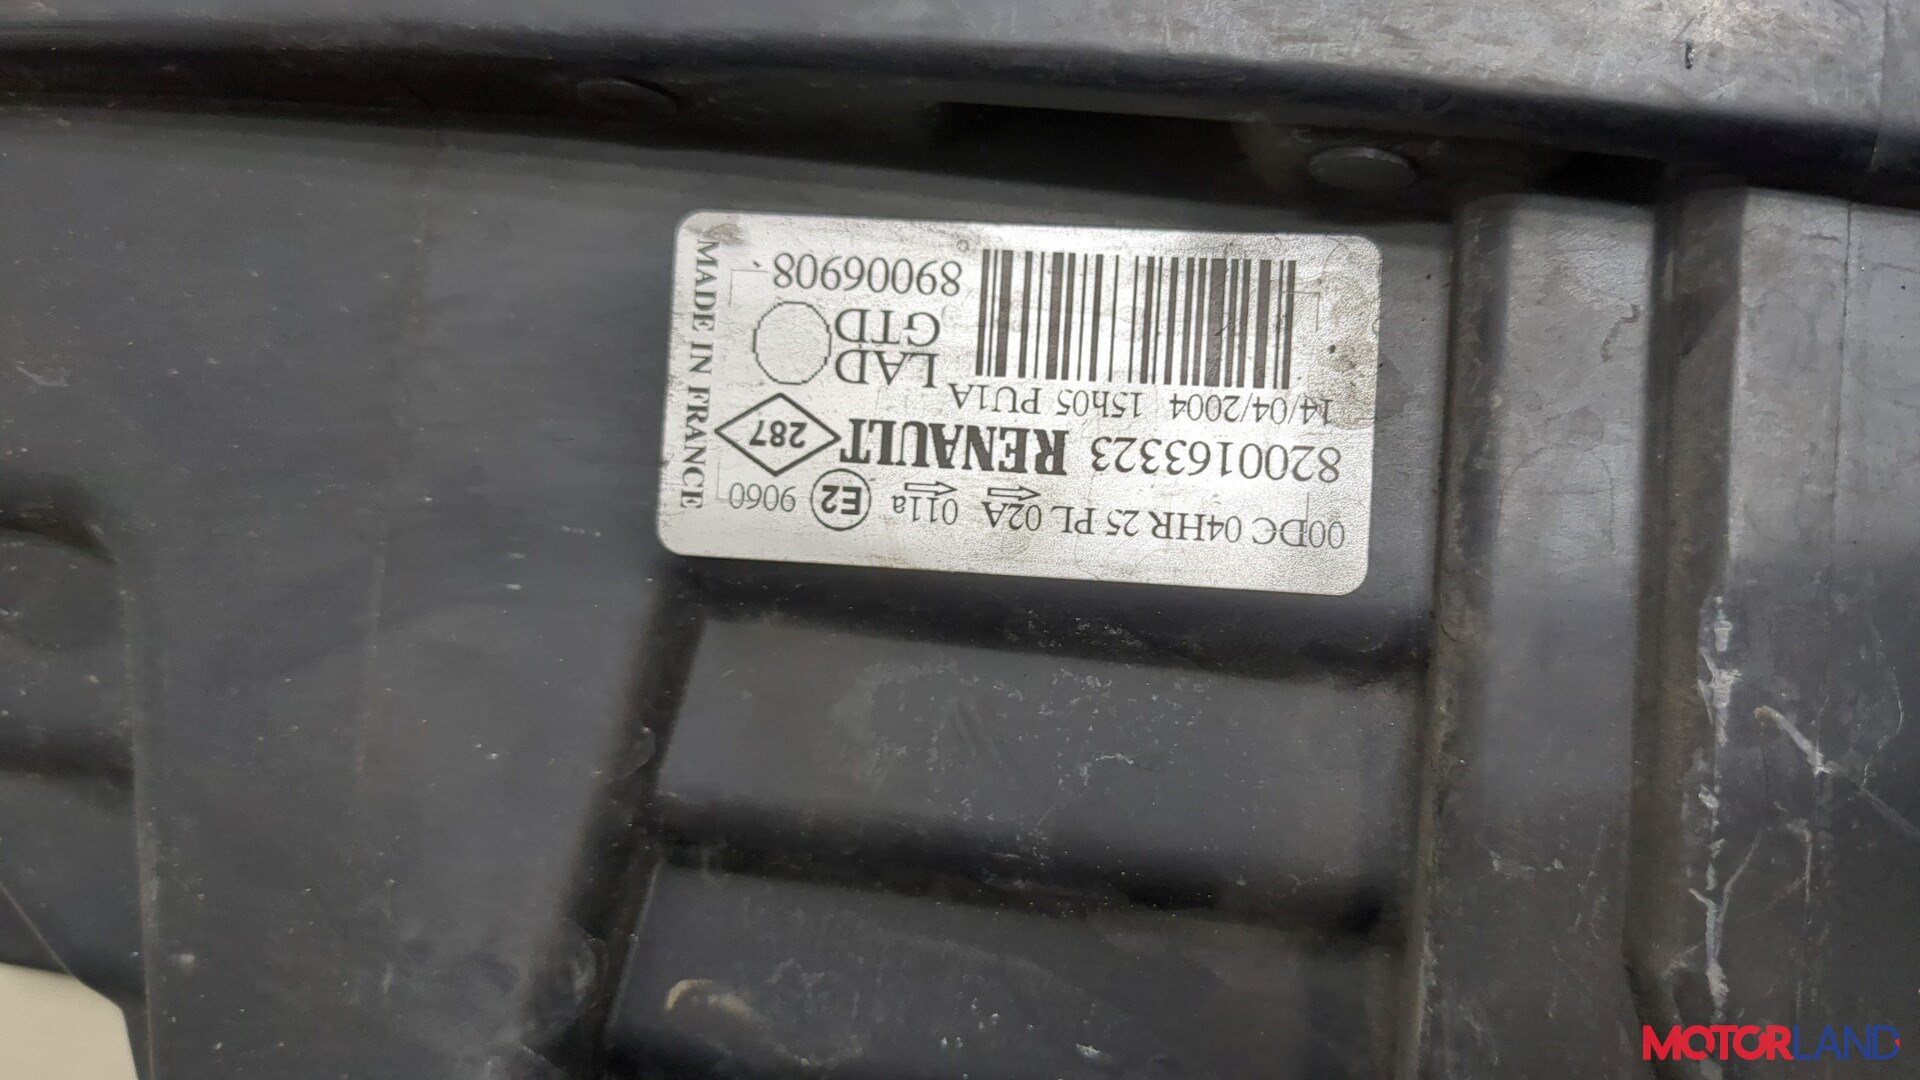 00DC 04HR 25 PL 02A 011a E2 9060
8200163323 RENAULT 287
14/04/2004 15h05 PU1A
LAD
GTD
89006908
MADE IN FRANCE
MOTORLAND